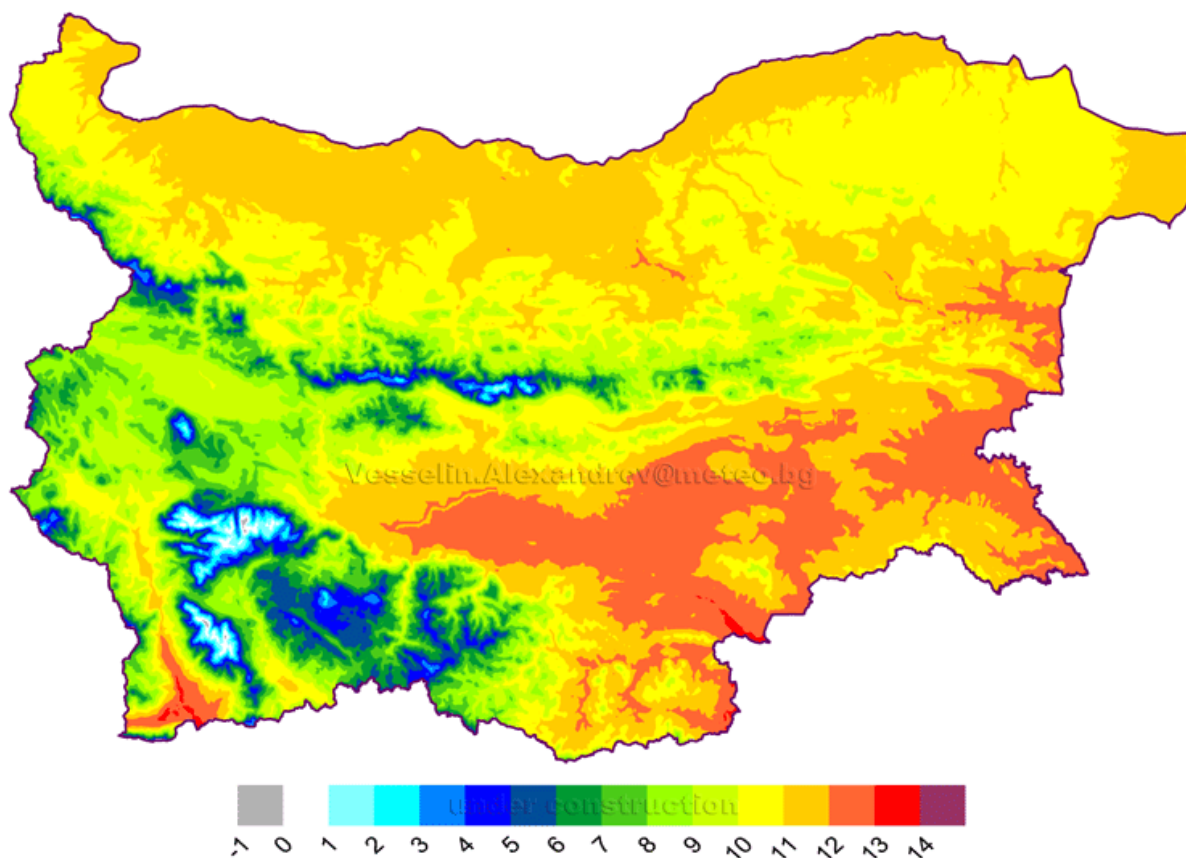 Vesselin.Alexandrov@meteo.bg
under construction
-1 0 1 2 3 4 5 6 7 8 9 10 11 12 13 14